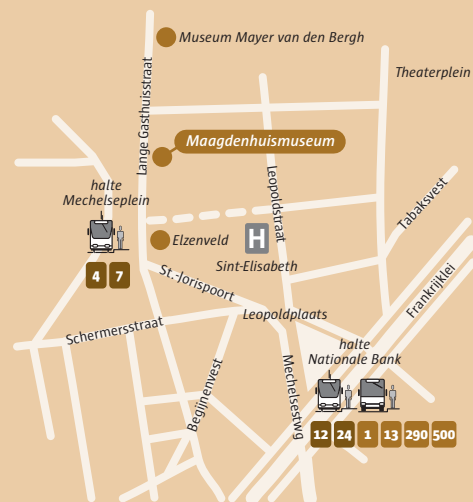 Museum Mayer van den Bergh
Theaterplein
Lange Gasthuisstraat
Maagdenhuismuseum
Leopoldstraat
halte
Mechelseplein
Tabaksvest
Elzenveld
H
Sint-Elisabeth
4 7
St.-Jorispoort
Frankrijklei
Leopoldplaats
Schermersstraat
halte
Nationale Bank
Begijnenvest
Mechelsestwg
12 24 1 13 290 500